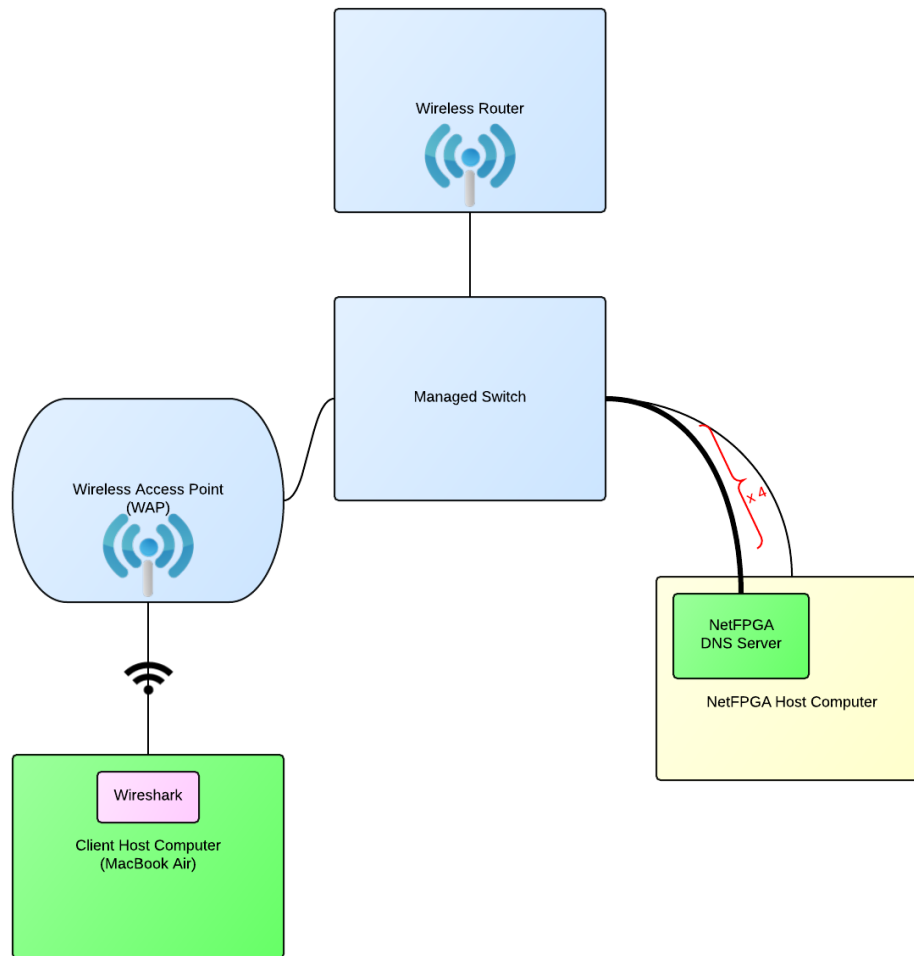 Wireless Router
Managed Switch
Wireless Access Point
(WAP)
x 4
NetFPGA
DNS Server
NetFPGA Host Computer
Wireshark
Client Host Computer
(MacBook Air)